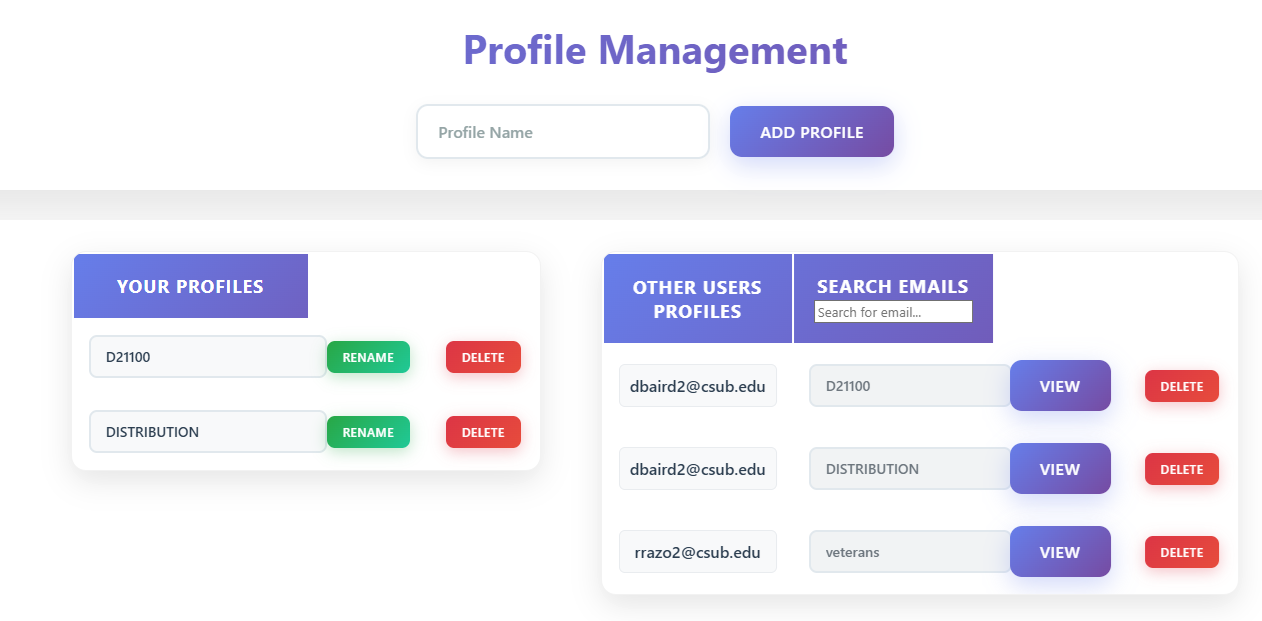 Profile Management
Profile Name
ADD PROFILE
YOUR PROFILES
D21100
RENAME
DELETE
DISTRIBUTION
RENAME
DELETE
OTHER USERS
PROFILES
SEARCH EMAILS
Search for email...
dbaird2@csub.edu
D21100
VIEW
DELETE
dbaird2@csub.edu
DISTRIBUTION
VIEW
DELETE
rrazo2@csub.edu
veterans
VIEW
DELETE